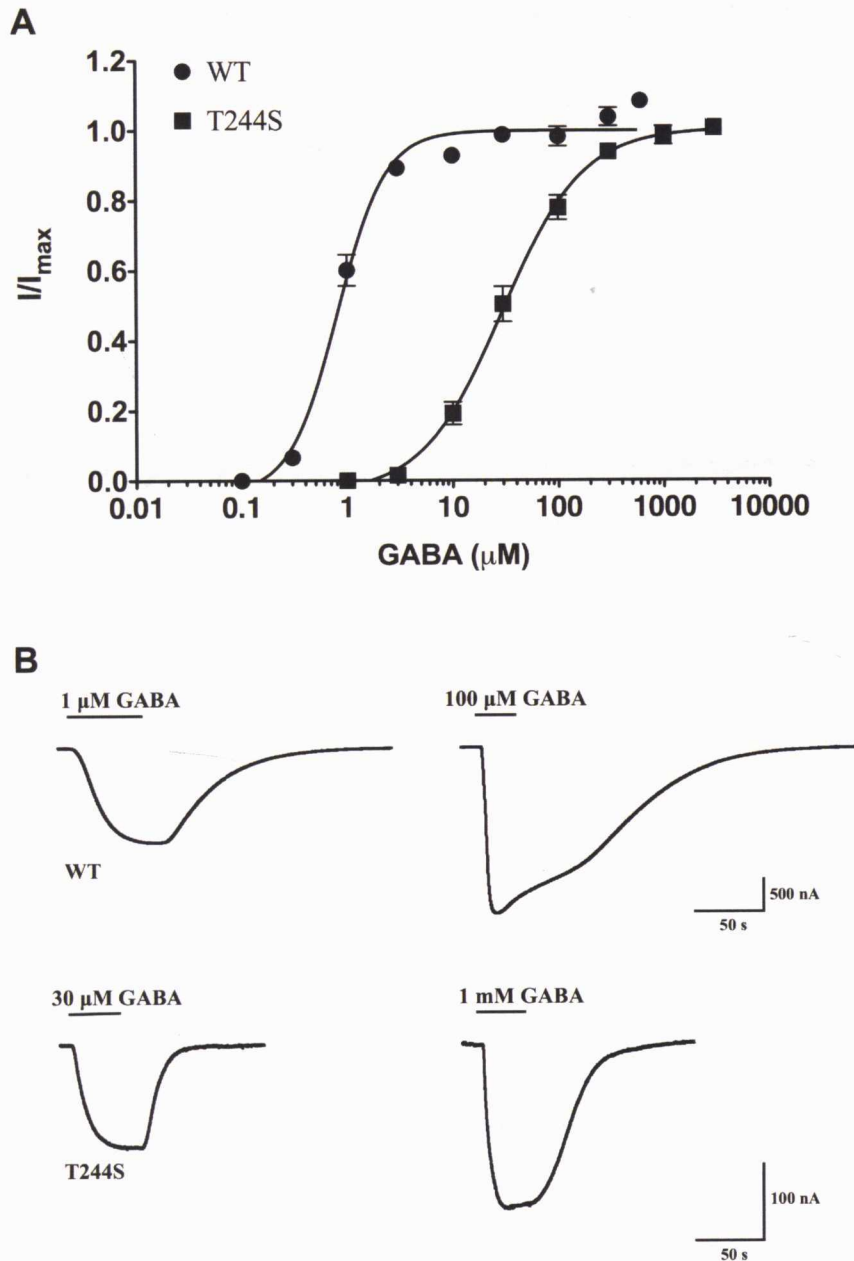 A
1.2
1.0
0.8
0.6
0.4
0.2
0.0
I/Imax
WT
T244S
0.01 0.1 1 10 100 1000 10000
GABA (µM)
B
1 µM GABA
100 µM GABA
WT
500 nA
50 s
30 µM GABA
1 mM GABA
T244S
100 nA
50 s